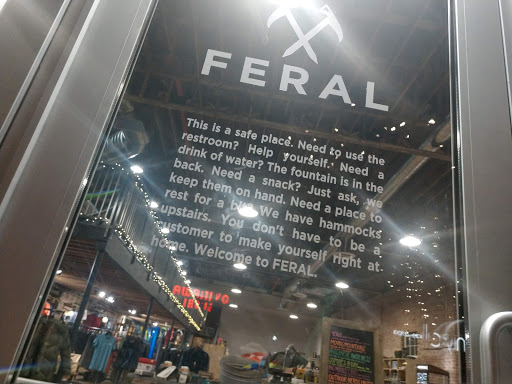 FERAL
This is a safe place. Need to use the
restroom? Help yourself. Need a
drink of water? The fountain is in the
back. Need a snack? Just ask, we
keep them on hand. Need a place to
rest for a bit? We have hammocks
upstairs. You don't have to be a
customer to make yourself right at
home. Welcome to FERAL